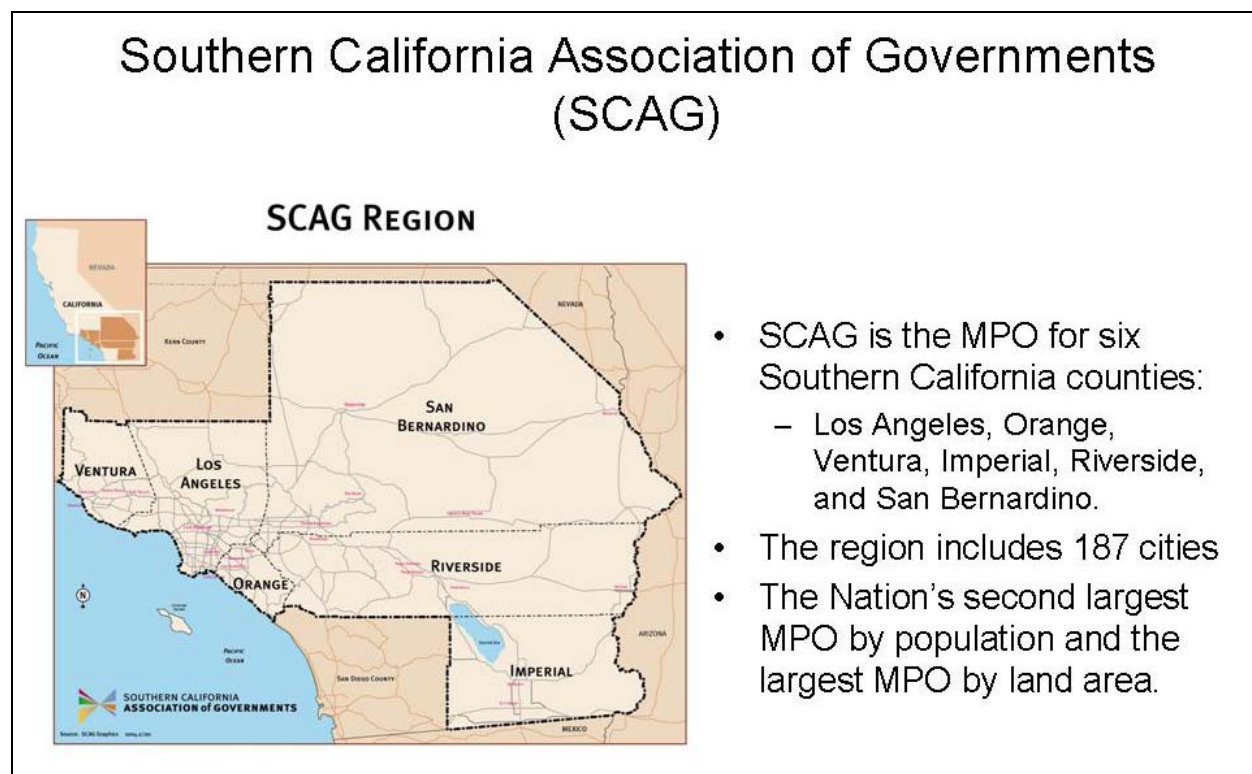 Southern California Association of Governments
(SCAG)
SCAG REGION
NEVADA
CALIFORNIA
PACIFIC
OCEAN
KERN COUNTY
NEVADA
SAN
BERNARDINO
VENTURA
LOS
ANGELES
ORANGE
RIVERSIDE
N
PACIFIC
OCEAN
SAN DIEGO COUNTY
IMPERIAL
ARIZONA
MEXICO
SOUTHERN CALIFORNIA
ASSOCIATION of GOVERNMENTS
Source: SCAG Graphics
• SCAG is the MPO for six
Southern California counties:
– Los Angeles, Orange,
Ventura, Imperial, Riverside,
and San Bernardino.
• The region includes 187 cities
• The Nation's second largest
MPO by population and the
largest MPO by land area.